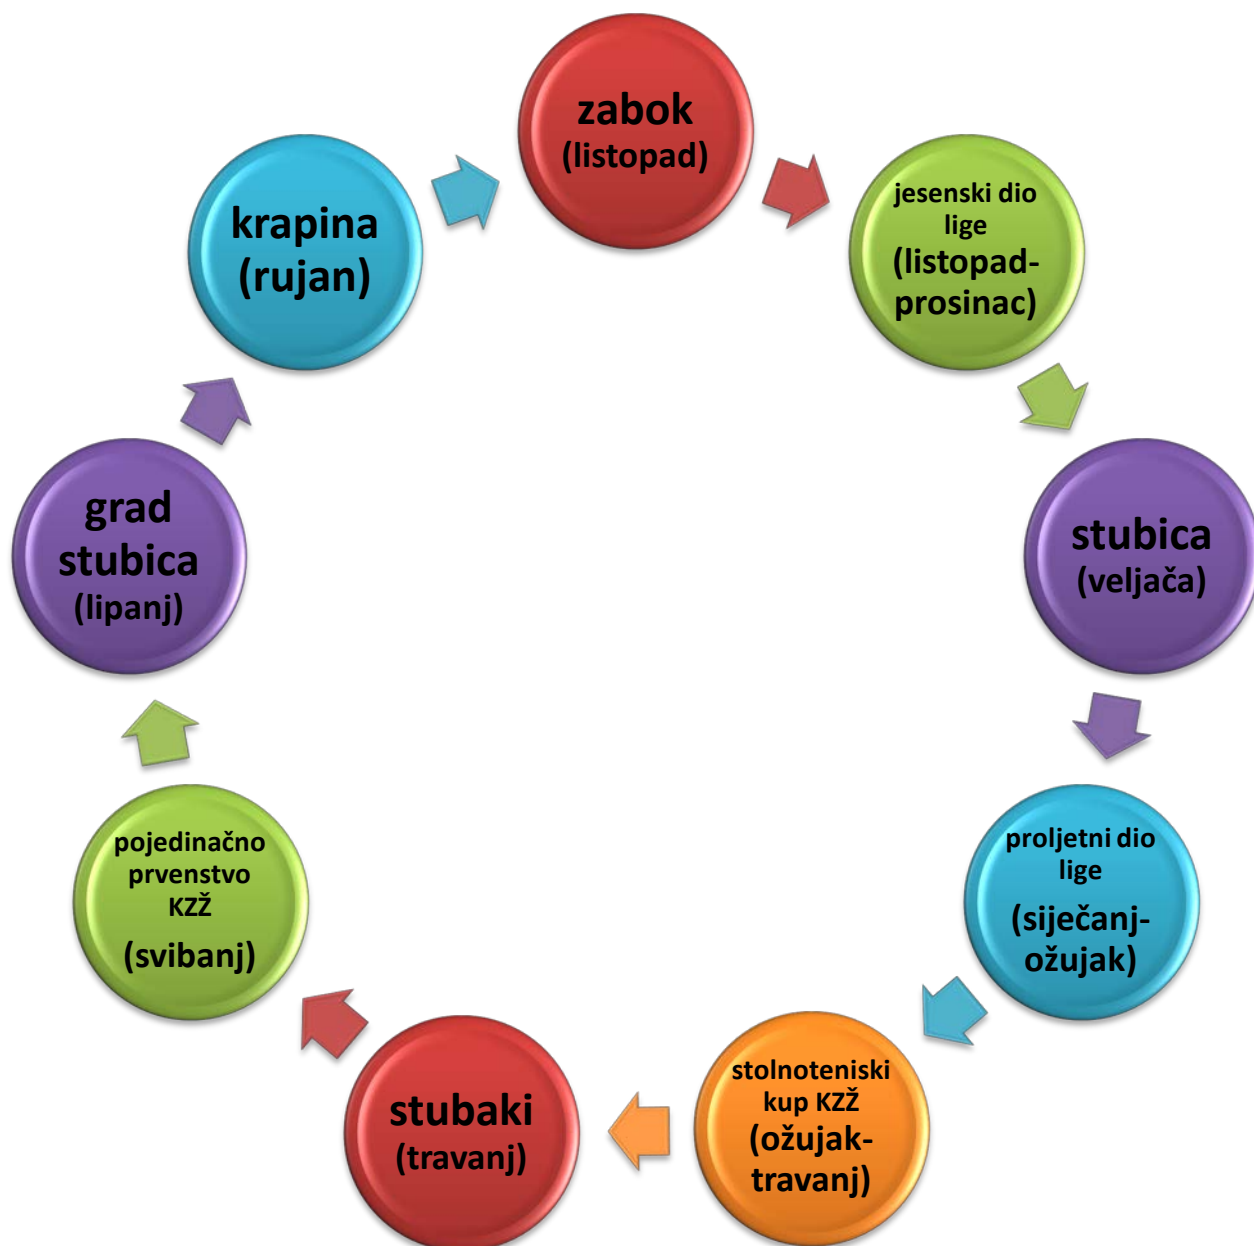 zabok
(listopad)
jesenski dio
lige
(listopad-
prosinac)
stubica
(veljača)
proljetni dio
lige
(siječanj-
ožujak)
stolnoteniski
kup KZŽ
(ožujak-
travanj)
stubaki
(travanj)
pojedinačno
prvenstvo
KZŽ
(svibanj)
grad
stubica
(lipanj)
krapina
(rujan)